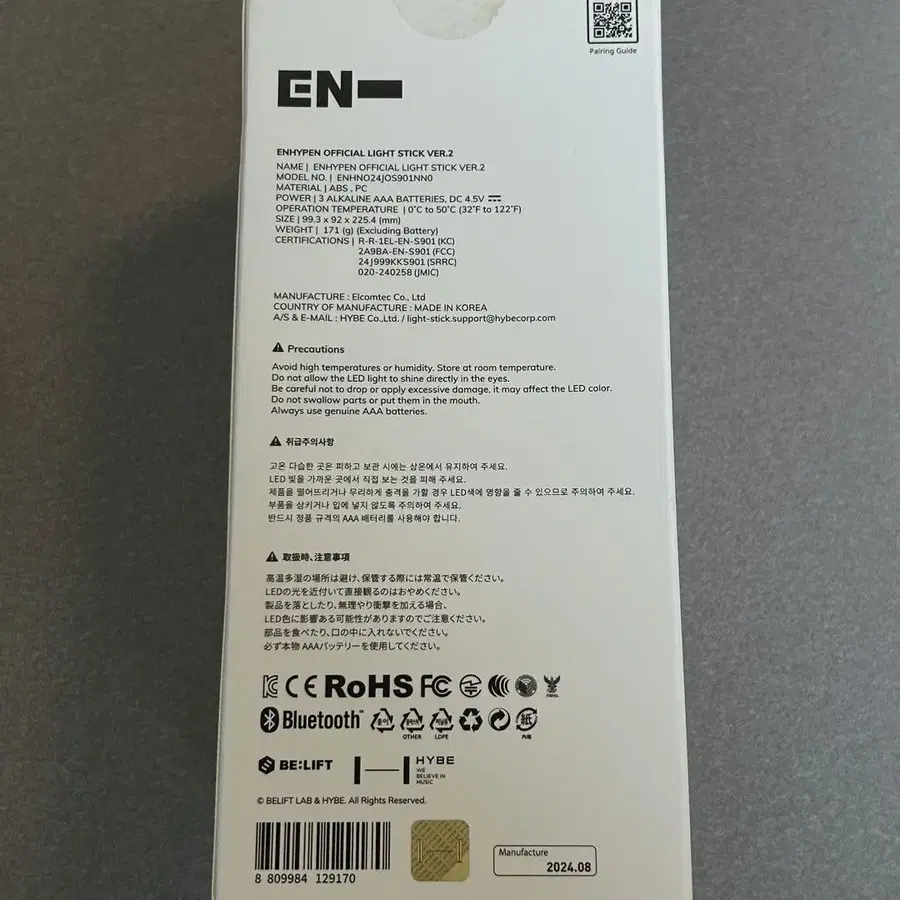 Pairing Guide
EN-
ENHYPEN OFFICIAL LIGHT STICK VER.2
NAME | ENHYPEN OFFICIAL LIGHT STICK VER.2
MODEL NO. | ENHNO24JOS901NN0
MATERIAL | ABS , PC
POWER | 3 ALKALINE AAA BATTERIES, DC 4.5V
OPERATION TEMPERATURE | 0°C to 50°C (32°F to 122°F)
SIZE | 99.3 x 92 x 225.4 (mm)
WEIGHT | 171 (g) (Excluding Battery)
CERTIFICATIONS | R-R-1EL-EN-S901 (KC)
2A9BA-EN-S901 (FCC)
24J999KKS901 (SRRC)
020-240258 (JMIC)
MANUFACTURE : Elcomtec Co., Ltd
COUNTRY OF MANUFACTURE : MADE IN KOREA
A/S & E-MAIL : HYBE Co.,Ltd. / light-stick.support@hybecorp.com
Precautions
Avoid high temperatures or humidity. Store at room temperature.
Do not allow the LED light to shine directly in the eyes.
Be careful not to drop or apply excessive damage, it may affect the LED color.
Do not swallow parts or put them in the mouth.
Always use genuine AAA batteries.
취급주의사항
고온 다습한 곳은 피하고 보관 시에는 상온에서 유지하여 주세요.
LED 빛을 가까운 곳에서 직접 보는 것을 피해 주세요.
제품을 떨어뜨리거나 무리하게 충격을 가할 경우 LED색에 영향을 줄 수 있으므로 주의하여 주세요.
부품을 삼키거나 입에 넣지 않도록 주의하여 주세요.
반드시 정품 규격의 AAA 배터리를 사용해야 합니다.
取扱時、注意事項
高温多湿の場所は避け、保管する際には常温で保管ください。
LEDの光を近付いて直接観るのはおやめください。
製品を落としたり、無理やり衝撃を加える場合、
LED色に影響ある可能性がありますのでご注意ください。
部品を食べたり、口の中に入れないでください。
必ず本物 AAAバッテリーを使用してください。
CE RoHS FC
Bluetooth™ 종이 紙
OTHER LDPE 内箱
BE:LIFT HYBE
WE
BELIEVE IN
MUSIC
© BELIFT LAB & HYBE. All Rights Reserved.
8 809984 129170
Manufacture
2024.08